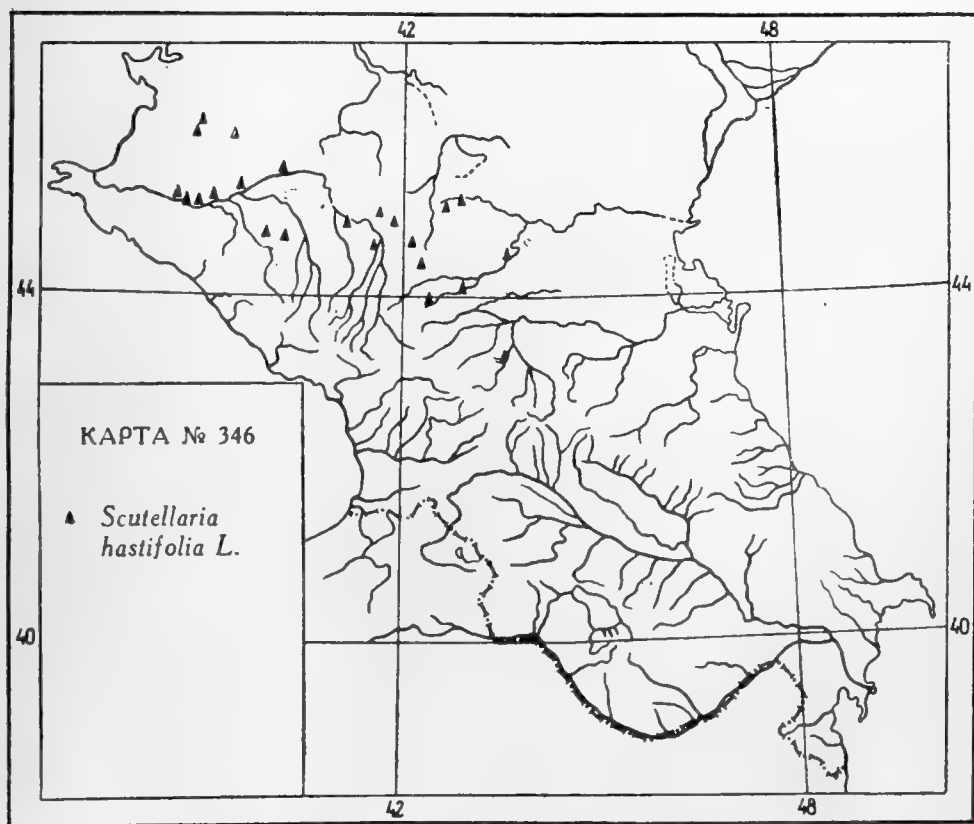 42 48
44 44
КАРТА № 346
Scutellaria
hastifolia L.
40 40
42 48